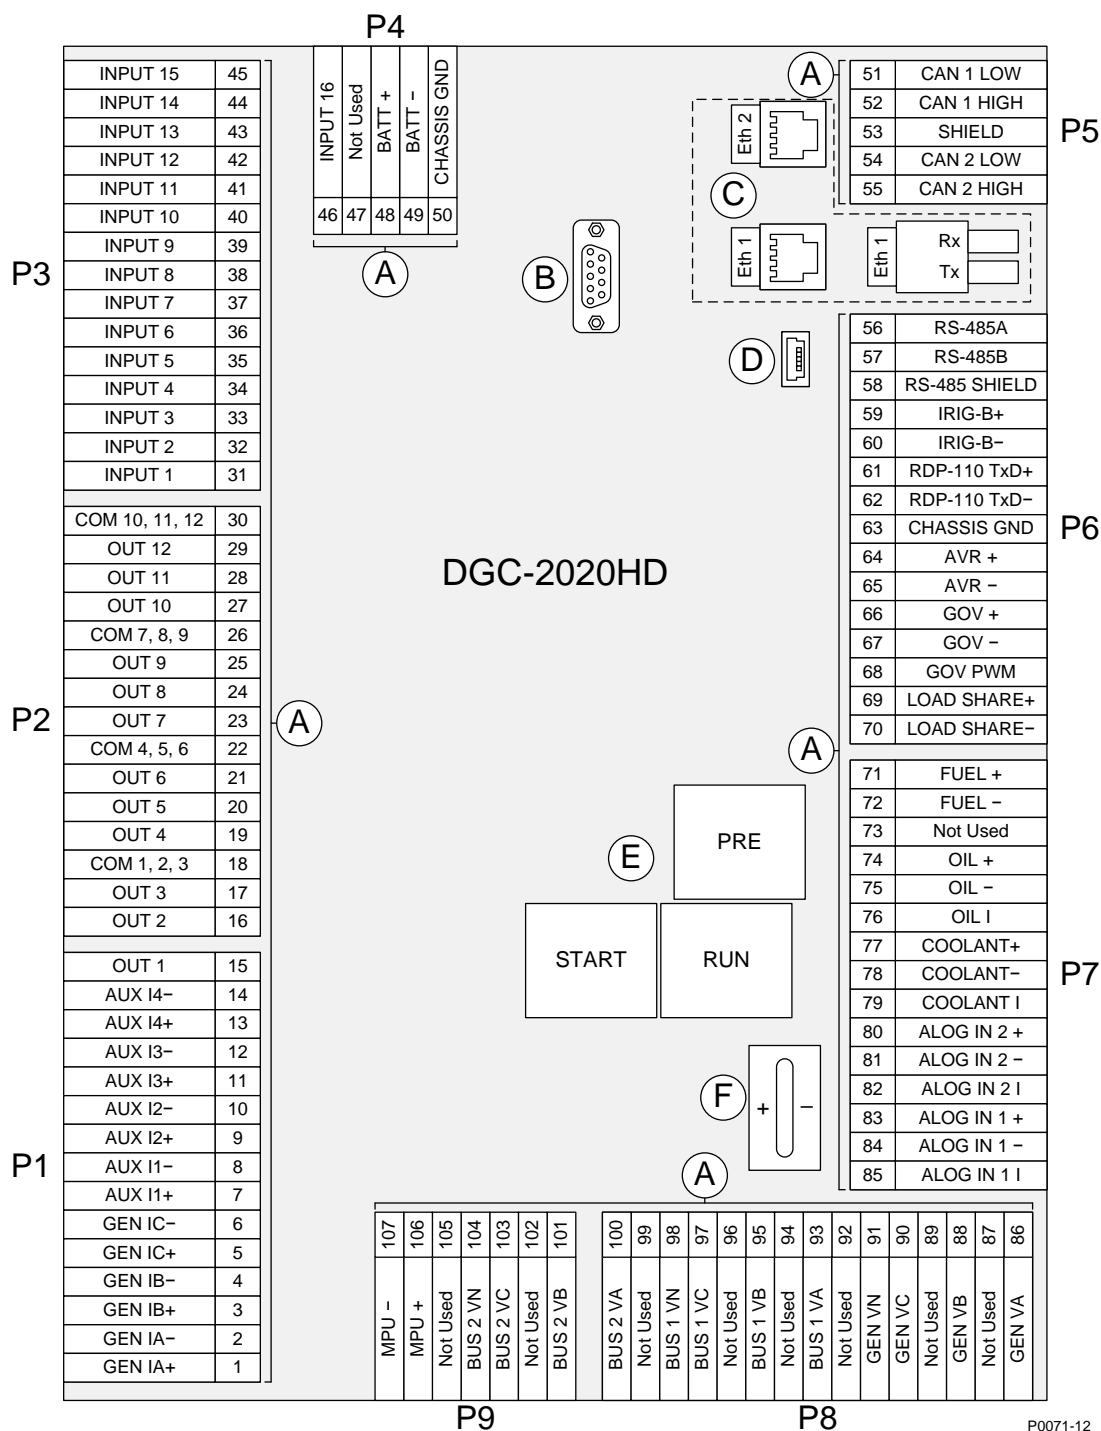 P4
P3
INPUT 15 45
INPUT 14 44
INPUT 13 43
INPUT 12 42
INPUT 11 41
INPUT 10 40
INPUT 9 39
INPUT 8 38
INPUT 7 37
INPUT 6 36
INPUT 5 35
INPUT 4 34
INPUT 3 33
INPUT 2 32
INPUT 1 31
P2
COM 10, 11, 12 30
OUT 12 29
OUT 11 28
OUT 10 27
COM 7, 8, 9 26
OUT 9 25
OUT 8 24
OUT 7 23
COM 4, 5, 6 22
OUT 6 21
OUT 5 20
OUT 4 19
COM 1, 2, 3 18
OUT 3 17
OUT 2 16
A
P1
OUT 1 15
AUX I4− 14
AUX I4+ 13
AUX I3− 12
AUX I3+ 11
AUX I2− 10
AUX I2+ 9
AUX I1− 8
AUX I1+ 7
GEN IC− 6
GEN IC+ 5
GEN IB− 4
GEN IB+ 3
GEN IA− 2
GEN IA+ 1
INPUT 16 46
Not Used 47
BATT + 48
BATT − 49
CHASSIS GND 50
A
B
C
Eth 2
Eth 1
Eth 1
Rx
Tx
D
DGC-2020HD
E
PRE
START
RUN
F
+ −
A
51 CAN 1 LOW
52 CAN 1 HIGH
53 SHIELD
54 CAN 2 LOW
55 CAN 2 HIGH
P5
56 RS-485A
57 RS-485B
58 RS-485 SHIELD
59 IRIG-B+
60 IRIG-B−
61 RDP-110 TxD+
62 RDP-110 TxD−
63 CHASSIS GND
64 AVR +
65 AVR −
66 GOV +
67 GOV −
68 GOV PWM
69 LOAD SHARE+
70 LOAD SHARE−
P6
A
71 FUEL +
72 FUEL −
73 Not Used
74 OIL +
75 OIL −
76 OIL I
77 COOLANT+
78 COOLANT−
79 COOLANT I
80 ALOG IN 2 +
81 ALOG IN 2 −
82 ALOG IN 2 I
83 ALOG IN 1 +
84 ALOG IN 1 −
85 ALOG IN 1 I
P7
A
107 MPU −
106 MPU +
105 Not Used
104 BUS 2 VN
103 BUS 2 VC
102 Not Used
101 BUS 2 VB
P9
100 BUS 2 VA
99 Not Used
98 BUS 1 VN
97 BUS 1 VC
96 Not Used
95 BUS 1 VB
94 Not Used
93 BUS 1 VA
92 Not Used
91 GEN VN
90 GEN VC
89 Not Used
88 GEN VB
87 Not Used
86 GEN VA
P8
P0071-12